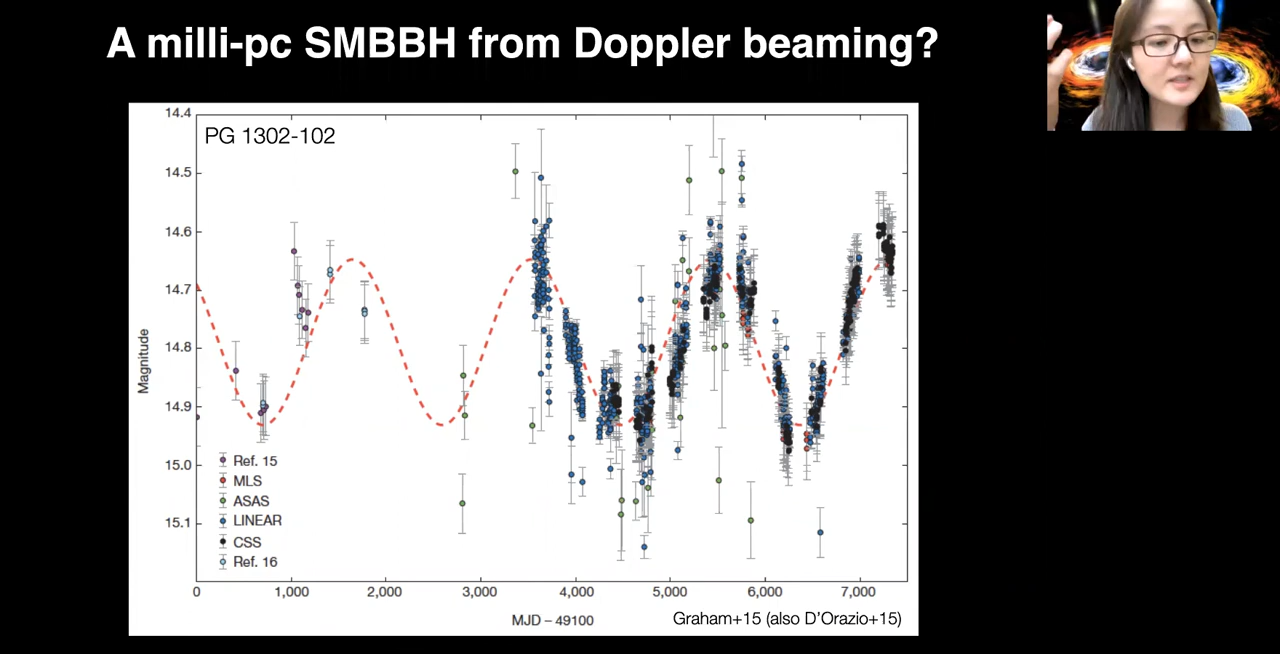 A milli-pc SMBBH from Doppler beaming?
PG 1302-102
14.4
14.5
14.6
14.7
14.8
14.9
15.0
15.1
Magnitude
Ref. 15
MLS
ASAS
LINEAR
CSS
Ref. 16
0 1,000 2,000 3,000 4,000 5,000 6,000 7,000
MJD – 49100
Graham+15 (also D'Orazio+15)